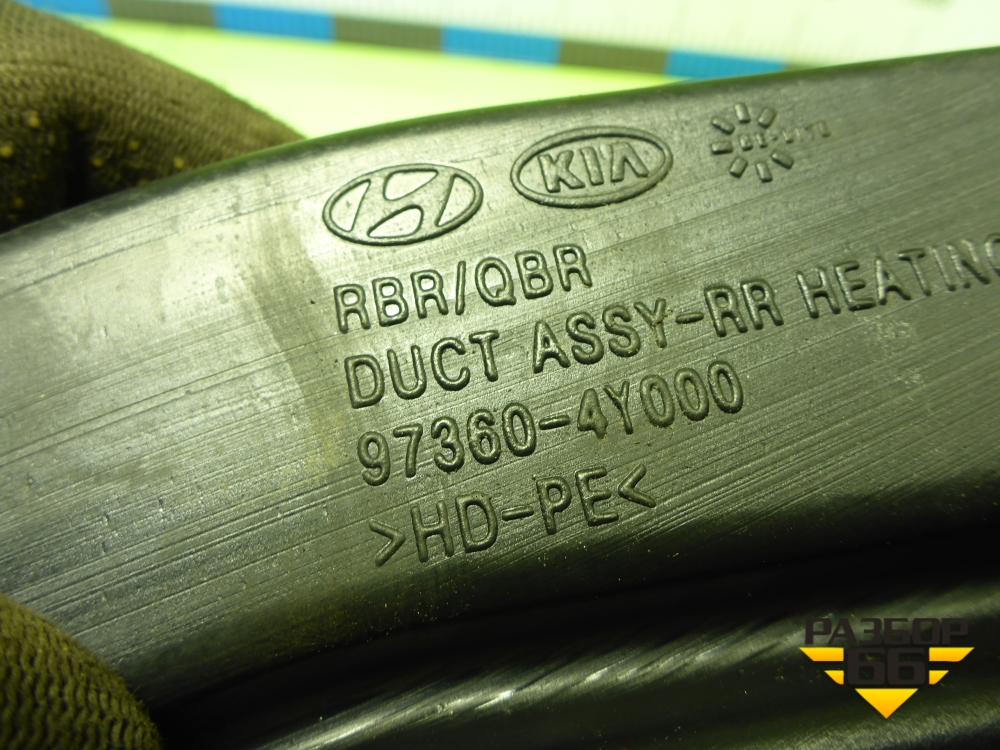 KIA
RBR/QBR
DUCT ASSY-RR HEATING
97360-4Y000
>HD-PE<
РАЗБОР
66